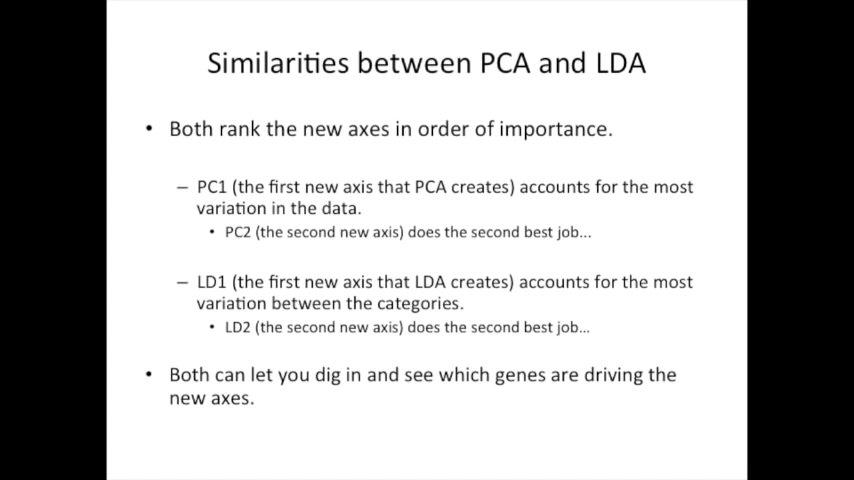 Similarities between PCA and LDA
• Both rank the new axes in order of importance.
– PC1 (the first new axis that PCA creates) accounts for the most
variation in the data.
• PC2 (the second new axis) does the second best job...
– LD1 (the first new axis that LDA creates) accounts for the most
variation between the categories.
• LD2 (the second new axis) does the second best job...
• Both can let you dig in and see which genes are driving the
new axes.